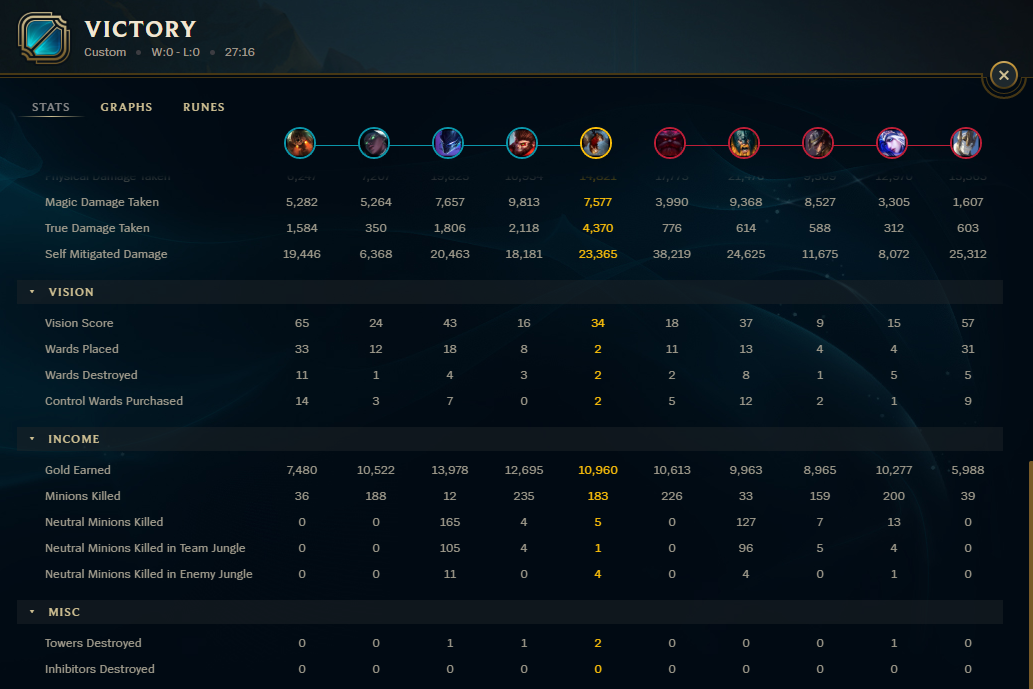 VICTORY
Custom • W:0 - L:0 • 27:16
STATS GRAPHS RUNES
Physical Damage Taken
Magic Damage Taken 5,282 5,264 7,657 9,813 7,577 3,990 9,368 8,527 3,305 1,607
True Damage Taken 1,584 350 1,806 2,118 4,370 776 614 588 312 603
Self Mitigated Damage 19,446 6,368 20,463 18,181 23,365 38,219 24,625 11,675 8,072 25,312
VISION
Vision Score 65 24 43 16 34 18 37 9 15 57
Wards Placed 33 12 18 8 2 11 13 4 4 31
Wards Destroyed 11 1 4 3 2 2 8 1 5 5
Control Wards Purchased 14 3 7 0 2 5 12 2 1 9
INCOME
Gold Earned 7,480 10,522 13,978 12,695 10,960 10,613 9,963 8,965 10,277 5,988
Minions Killed 36 188 12 235 183 226 33 159 200 39
Neutral Minions Killed 0 0 165 4 5 0 127 7 13 0
Neutral Minions Killed in Team Jungle 0 0 105 4 1 0 96 5 4 0
Neutral Minions Killed in Enemy Jungle 0 0 11 0 4 0 4 0 1 0
MISC
Towers Destroyed 0 0 1 1 2 0 0 0 1 0
Inhibitors Destroyed 0 0 0 0 0 0 0 0 0 0